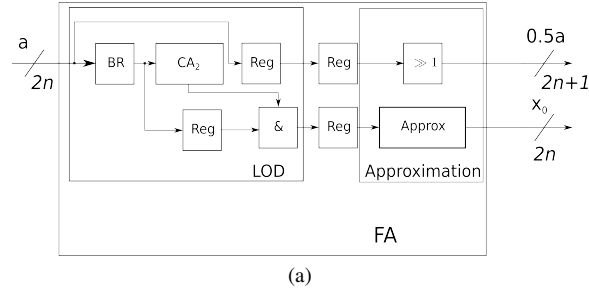 a
2n
BR
CA₂
Reg
Reg
≫ 1
0.5a
2n+1
Reg
&
Reg
Approx
x₀
2n
LOD
Approximation
FA
(a)